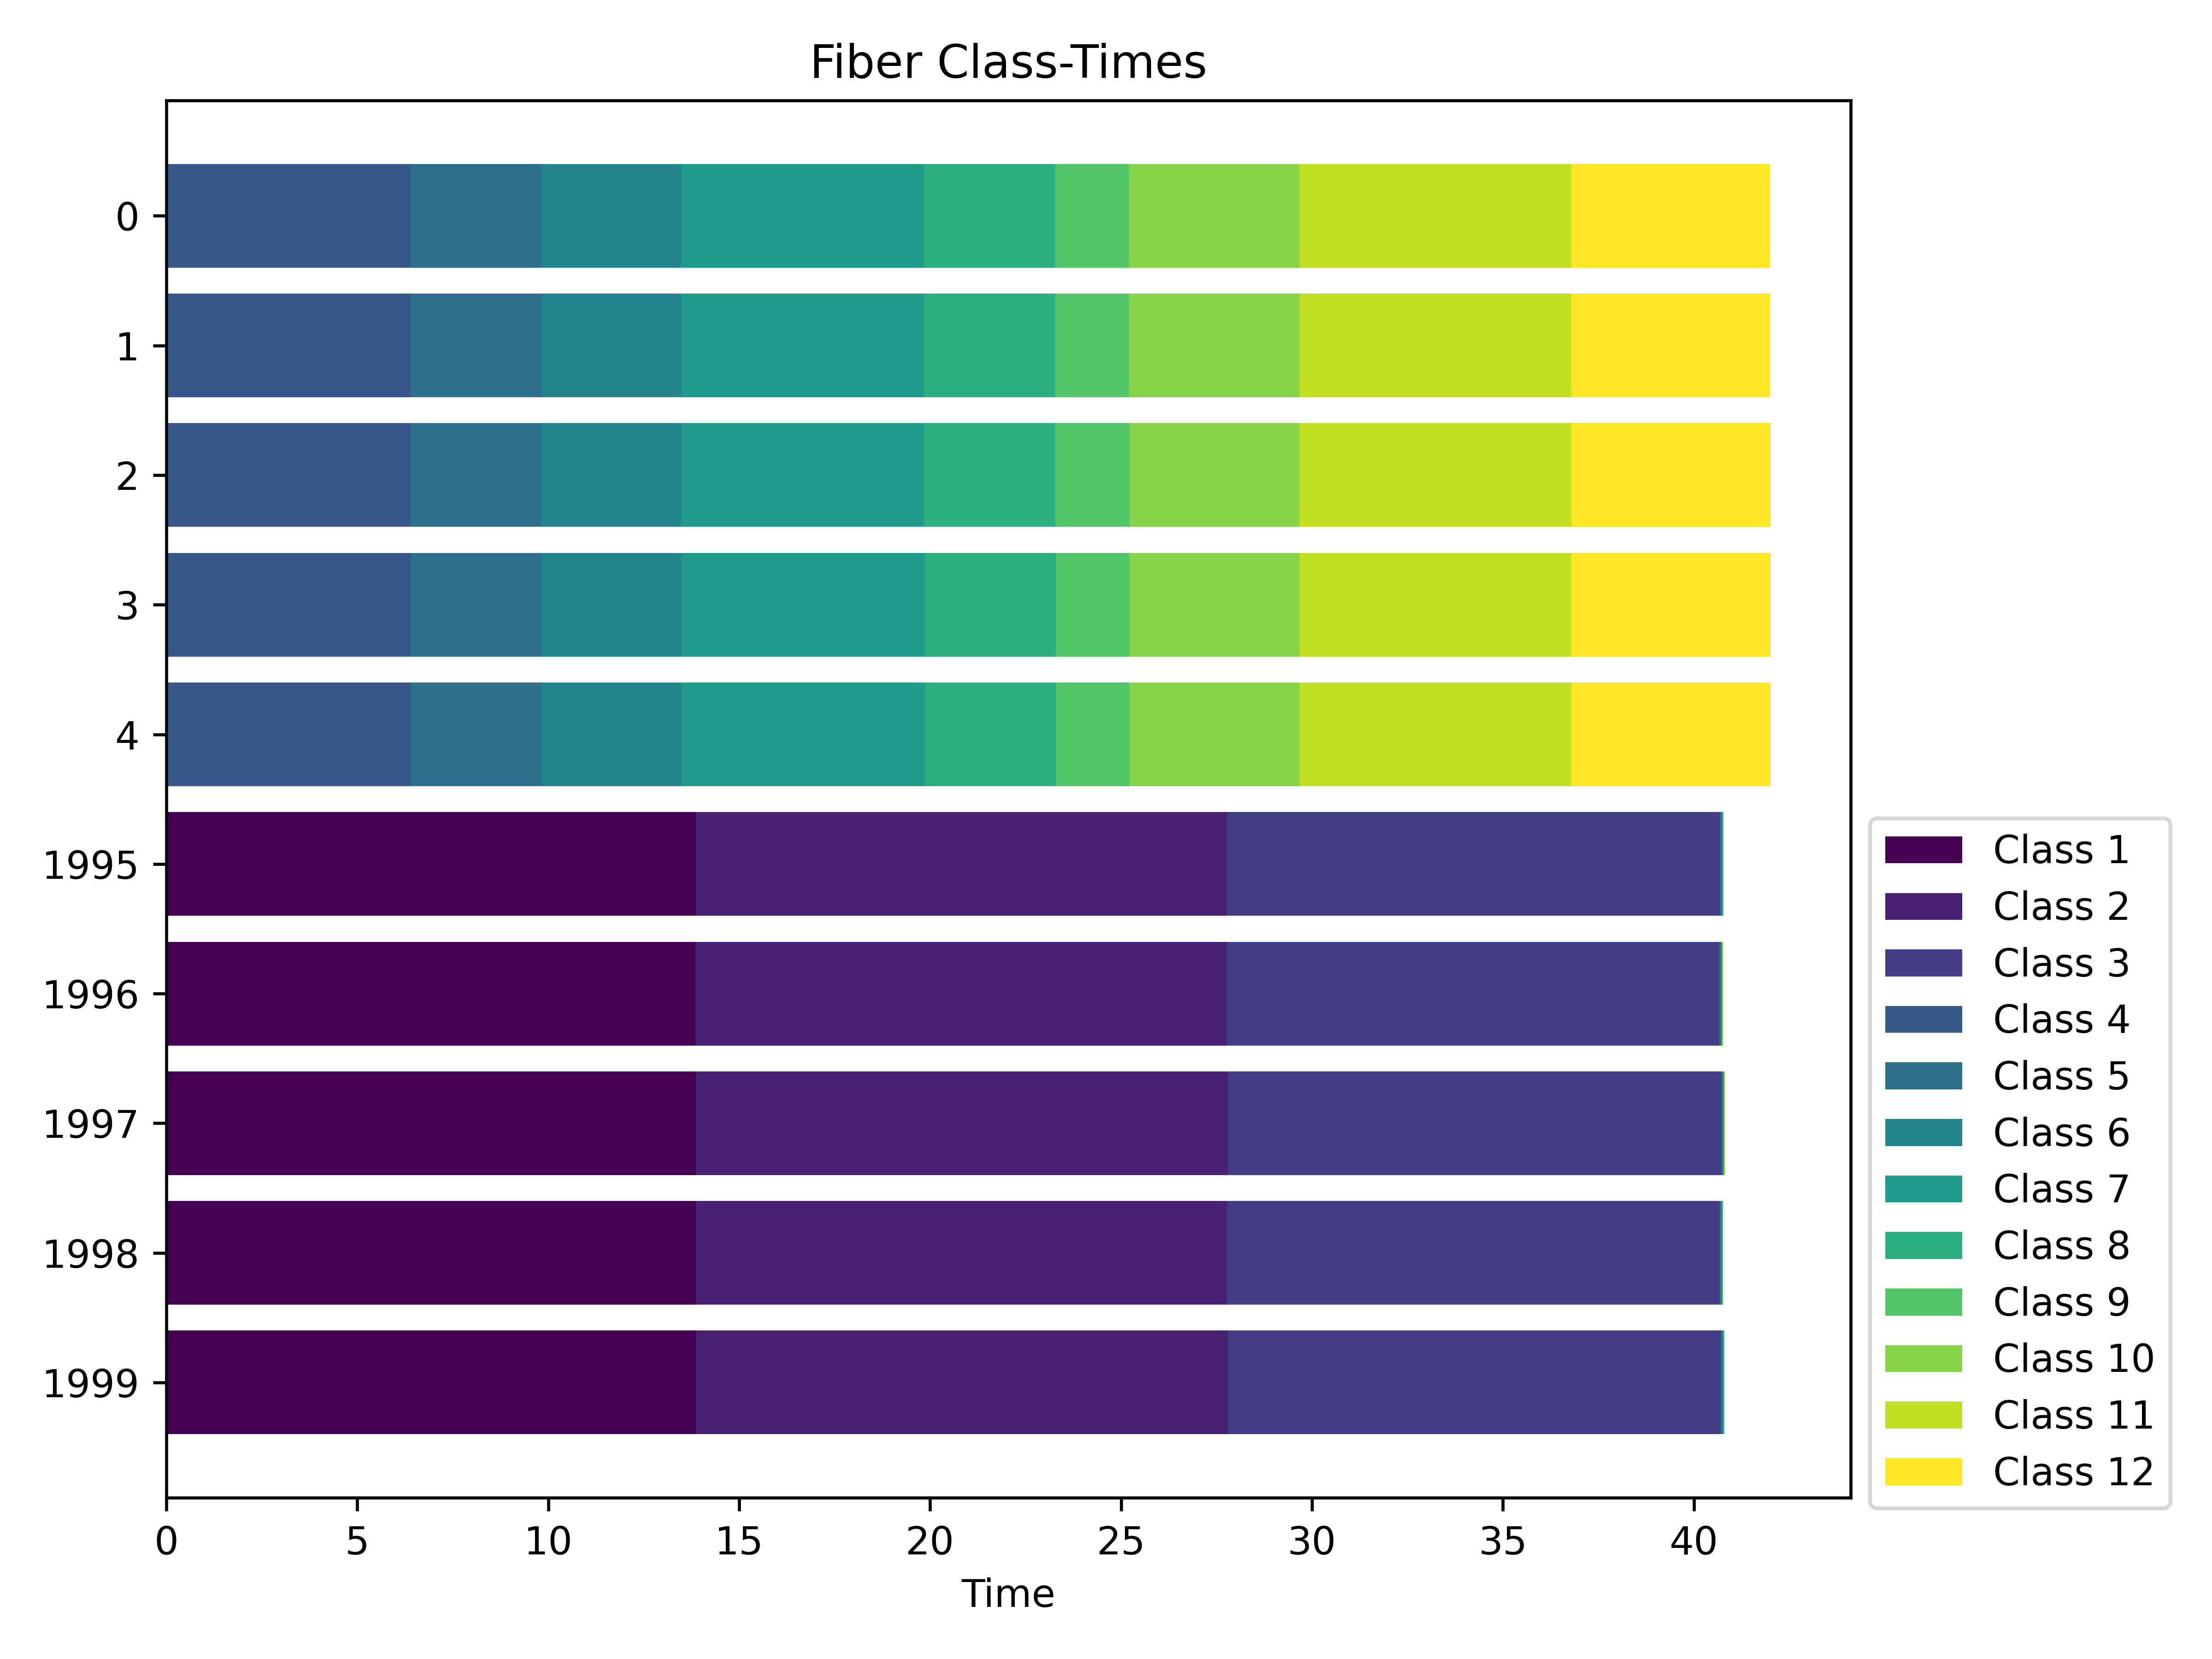 Fiber Class-Times
0
1
2
3
4
1995
1996
1997
1998
1999
0 5 10 15 20 25 30 35 40
Time
Class 1
Class 2
Class 3
Class 4
Class 5
Class 6
Class 7
Class 8
Class 9
Class 10
Class 11
Class 12